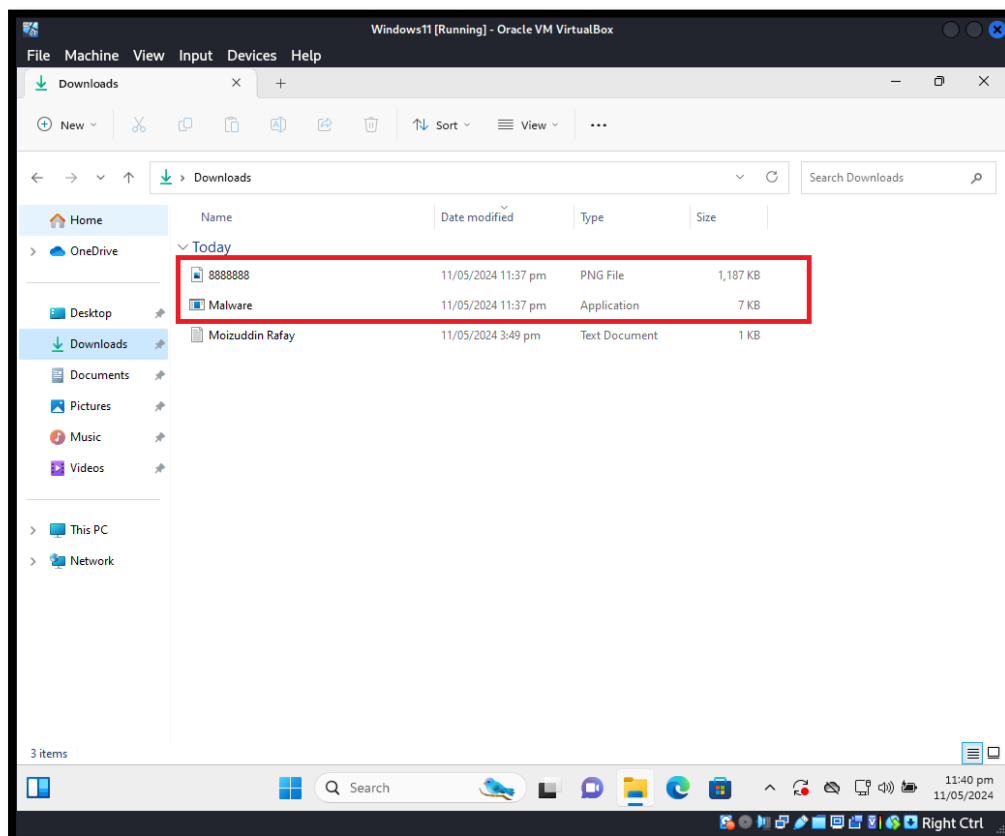 Windows11 [Running] - Oracle VM VirtualBox
File Machine View Input Devices Help
Downloads
New Sort View
Downloads Search Downloads
Name Date modified Type Size
Home
OneDrive
Today
8888888 11/05/2024 11:37 pm PNG File 1,187 KB
Malware 11/05/2024 11:37 pm Application 7 KB
Moizuddin Rafay 11/05/2024 3:49 pm Text Document 1 KB
Desktop
Downloads
Documents
Pictures
Music
Videos
This PC
Network
3 items
Search
11:40 pm
11/05/2024
Right Ctrl